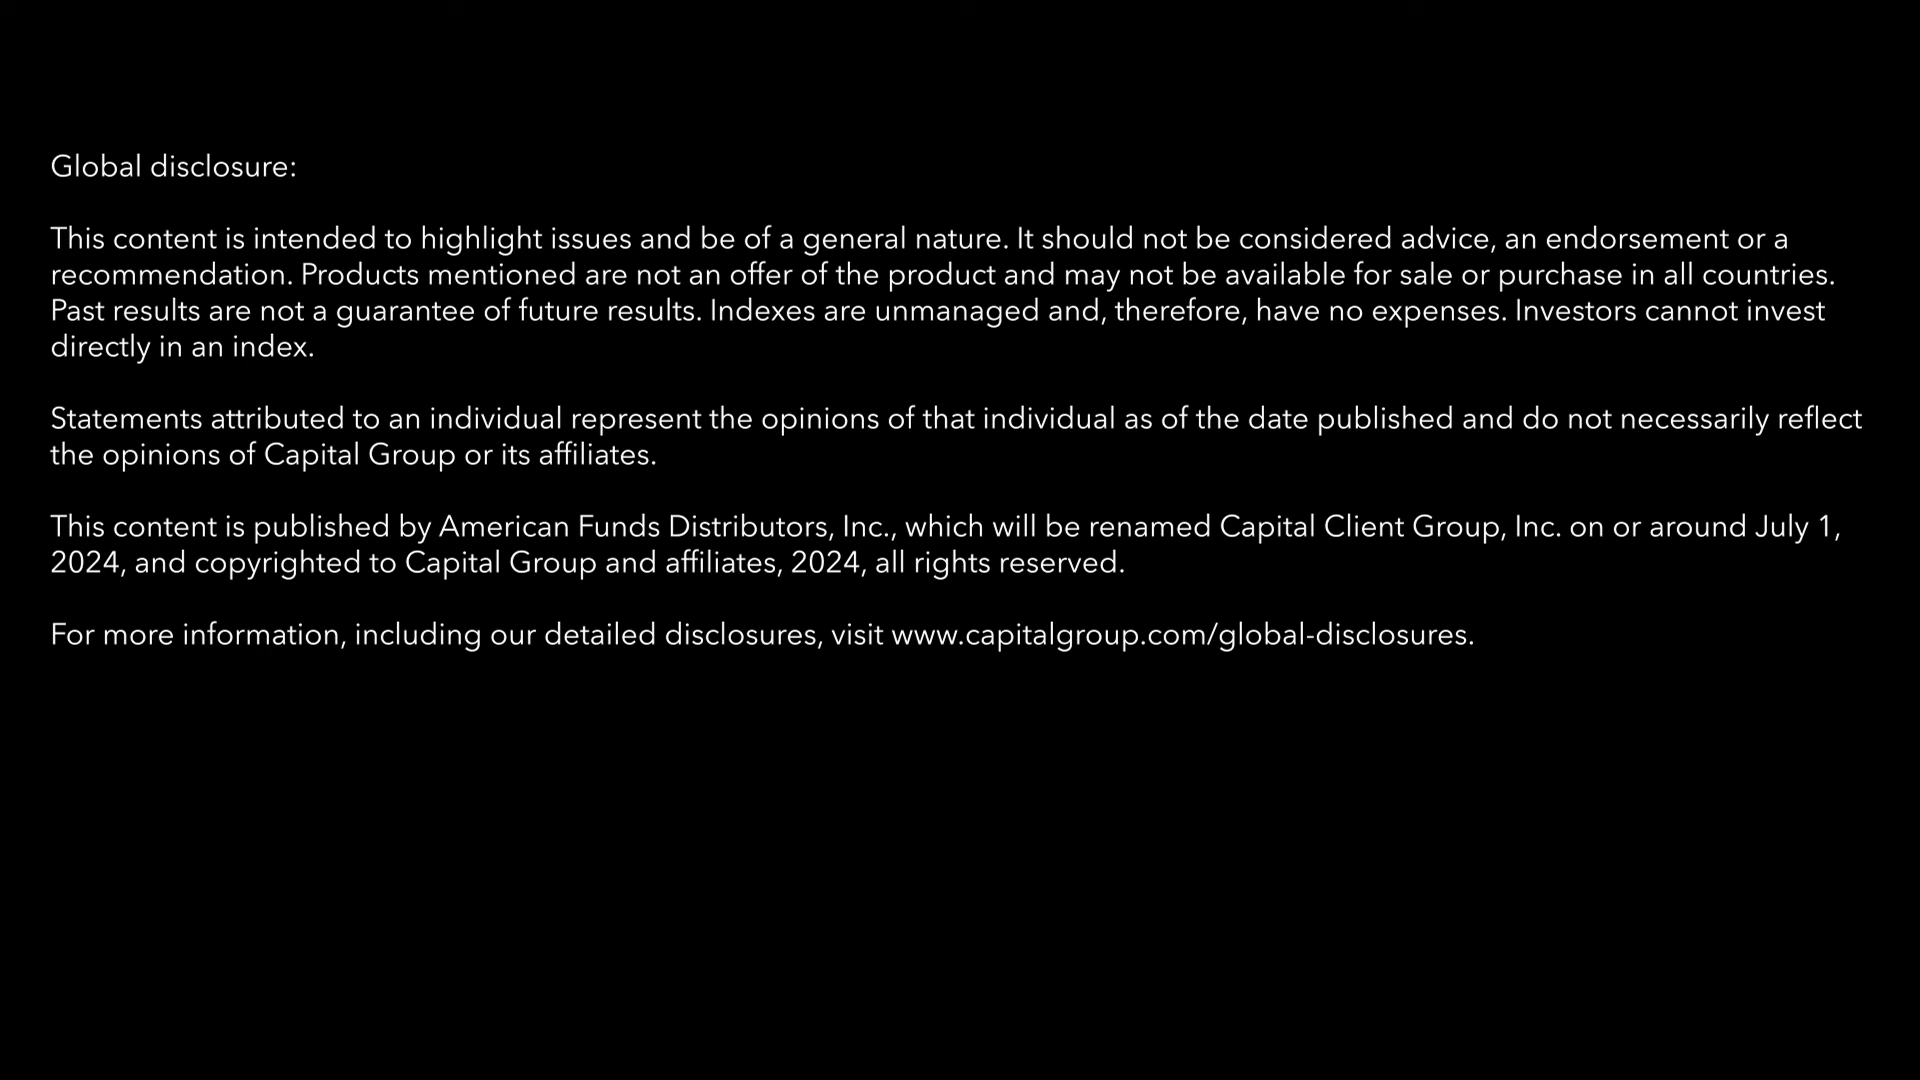 Global disclosure:
This content is intended to highlight issues and be of a general nature. It should not be considered advice, an endorsement or a
recommendation. Products mentioned are not an offer of the product and may not be available for sale or purchase in all countries.
Past results are not a guarantee of future results. Indexes are unmanaged and, therefore, have no expenses. Investors cannot invest
directly in an index.
Statements attributed to an individual represent the opinions of that individual as of the date published and do not necessarily reflect
the opinions of Capital Group or its affiliates.
This content is published by American Funds Distributors, Inc., which will be renamed Capital Client Group, Inc. on or around July 1,
2024, and copyrighted to Capital Group and affiliates, 2024, all rights reserved.
For more information, including our detailed disclosures, visit www.capitalgroup.com/global-disclosures.